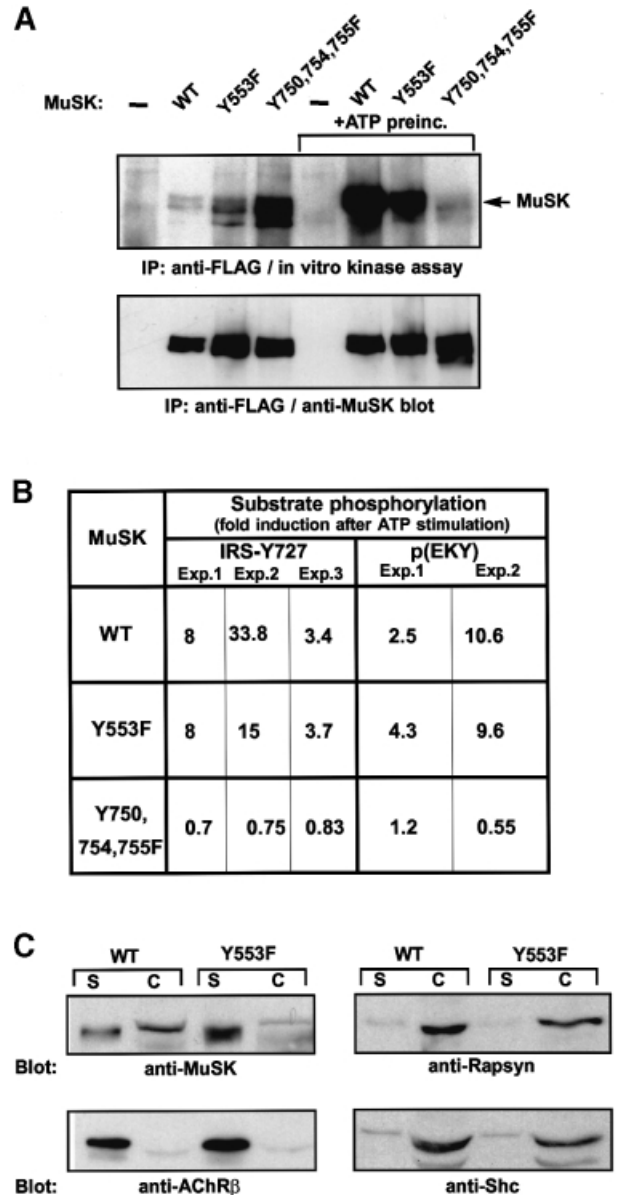 A
MuSK: – WT Y553F Y750,754,755F – WT Y553F Y750,754,755F
+ATP preinc.
← MuSK
IP: anti-FLAG / in vitro kinase assay
IP: anti-FLAG / anti-MuSK blot
B
MuSK
Substrate phosphorylation
(fold induction after ATP stimulation)
IRS-Y727 p(EKY)
Exp.1 Exp.2 Exp.3 Exp.1 Exp.2
WT 8 33.8 3.4 2.5 10.6
Y553F 8 15 3.7 4.3 9.6
Y750,
754,755F 0.7 0.75 0.83 1.2 0.55
C
WT Y553F WT Y553F
S C S C S C S C
Blot: anti-MuSK anti-Rapsyn
Blot: anti-AChRβ anti-Shc